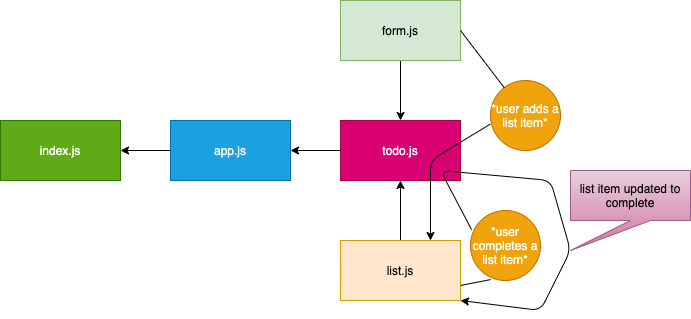 form.js
*user adds a
list item*
index.js
app.js
todo.js
list item updated to
complete
*user
completes a
list item*
list.js